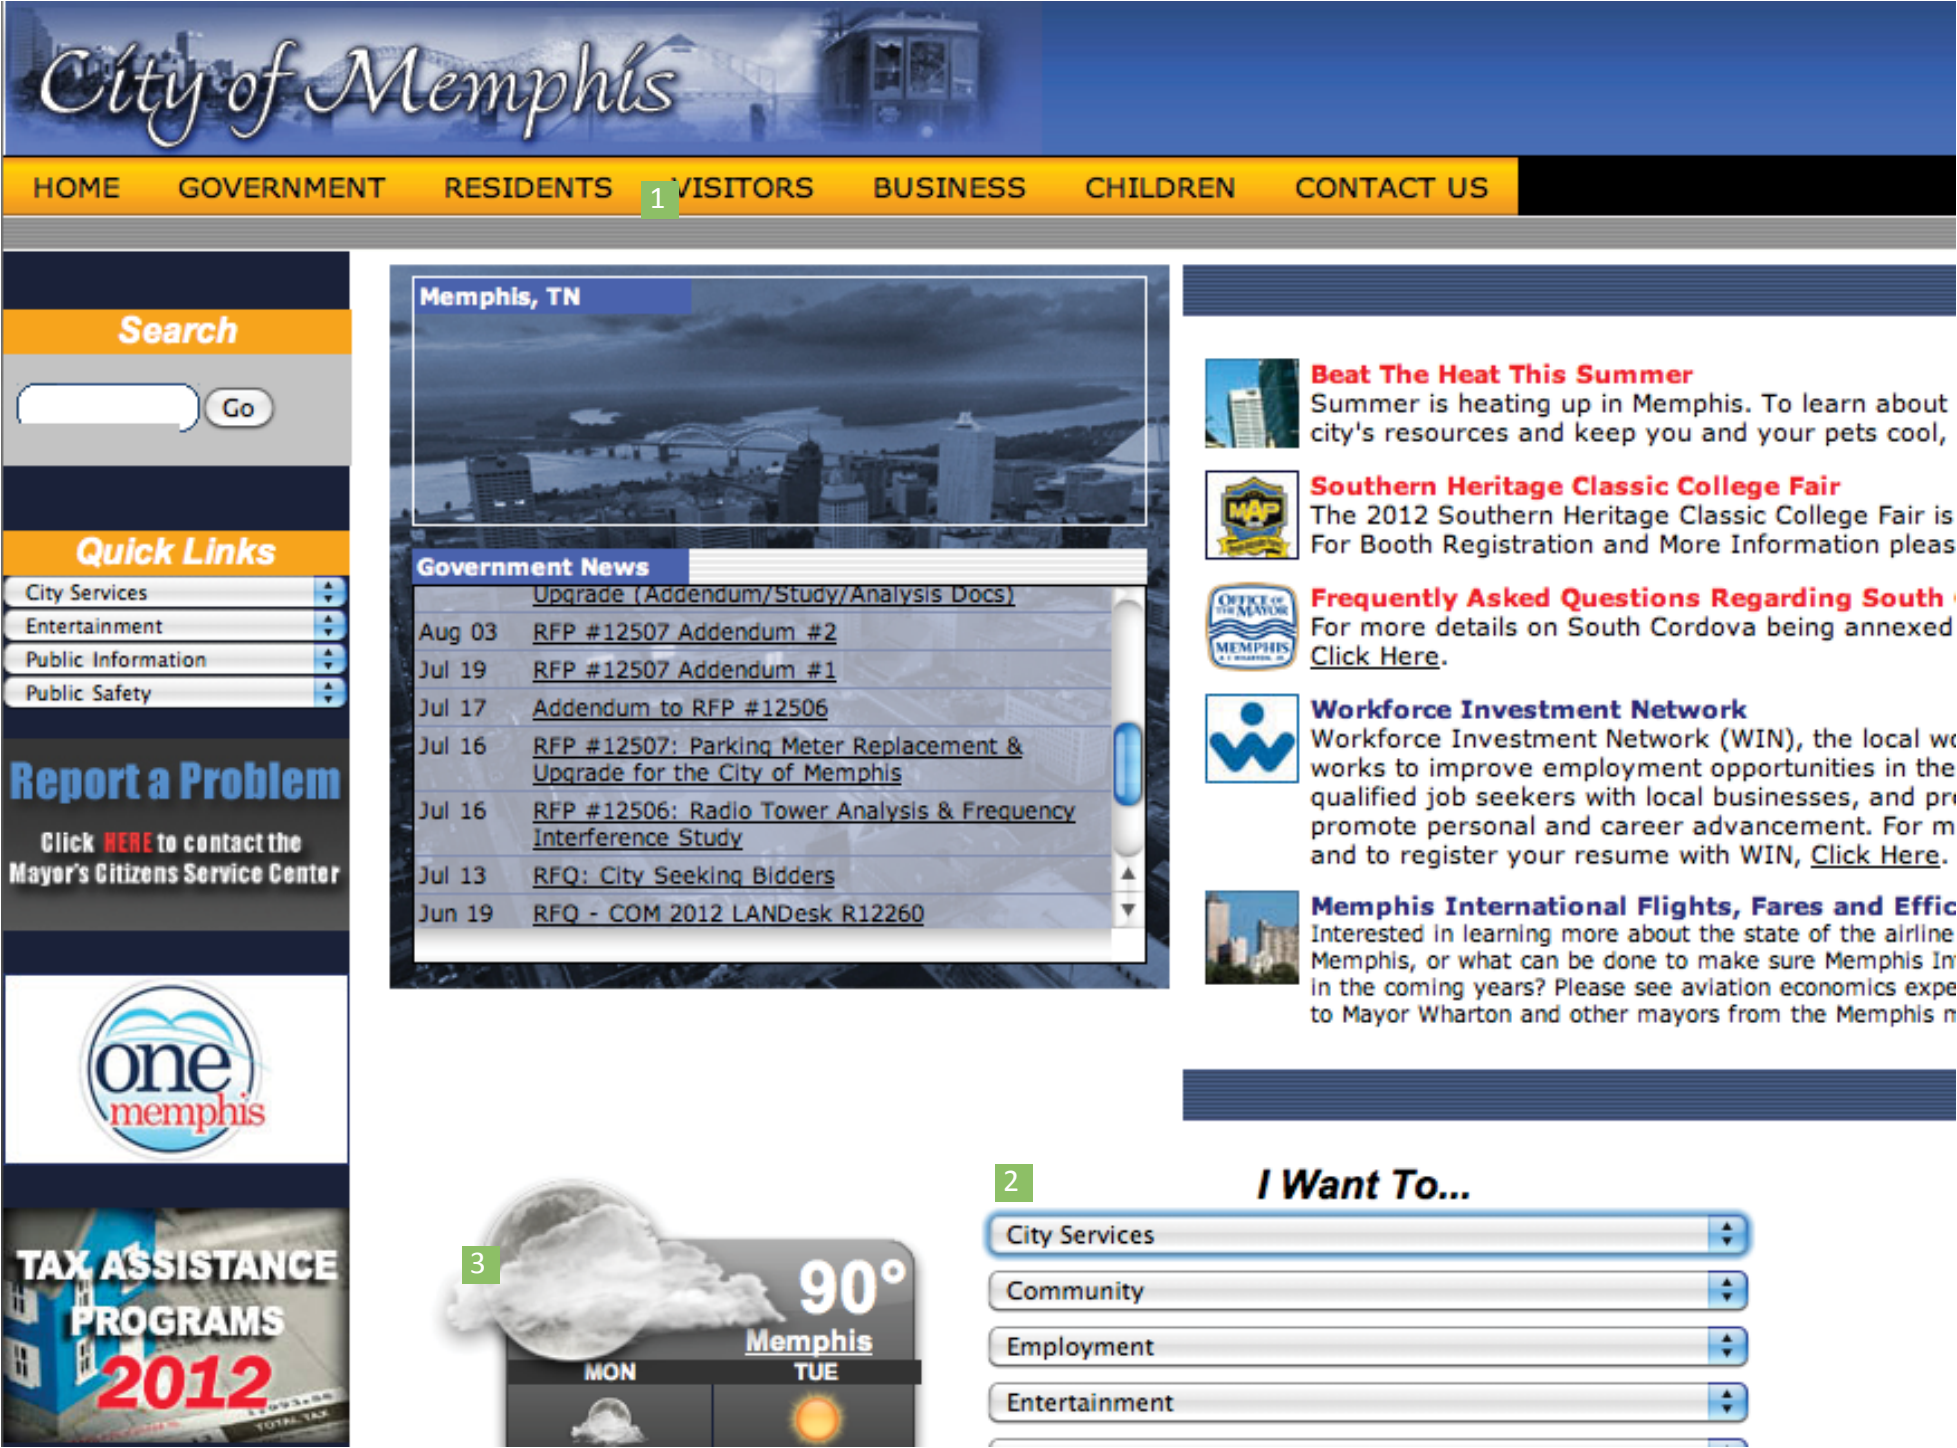 City of Memphis
HOME GOVERNMENT RESIDENTS VISITORS BUSINESS CHILDREN CONTACT US
1
Search
Go
Quick Links
City Services
Entertainment
Public Information
Public Safety
Report a Problem
Click HERE to contact the
Mayor's Citizens Service Center
one
memphis
TAX ASSISTANCE
PROGRAMS
2012
TOTAL TAX
Memphis, TN
Government News
Upgrade (Addendum/Study/Analysis Docs)
Aug 03 RFP #12507 Addendum #2
Jul 19 RFP #12507 Addendum #1
Jul 17 Addendum to RFP #12506
Jul 16 RFP #12507: Parking Meter Replacement &
Upgrade for the City of Memphis
Jul 16 RFP #12506: Radio Tower Analysis & Frequency
Interference Study
Jul 13 RFQ: City Seeking Bidders
Jun 19 RFQ - COM 2012 LANDesk R12260
Beat The Heat This Summer
Summer is heating up in Memphis. To learn about
city's resources and keep you and your pets cool,
MAP
Southern Heritage Classic College Fair
The 2012 Southern Heritage Classic College Fair is
For Booth Registration and More Information pleas
OFFICE OF
THE MAYOR
MEMPHIS
Frequently Asked Questions Regarding South
For more details on South Cordova being annexed
Click Here.
Workforce Investment Network
Workforce Investment Network (WIN), the local wo
works to improve employment opportunities in the
qualified job seekers with local businesses, and pro
promote personal and career advancement. For m
and to register your resume with WIN, Click Here.
Memphis International Flights, Fares and Effic
Interested in learning more about the state of the airline
Memphis, or what can be done to make sure Memphis In
in the coming years? Please see aviation economics expe
to Mayor Wharton and other mayors from the Memphis m
3
90°
Memphis
MON TUE
2
I Want To...
City Services
Community
Employment
Entertainment